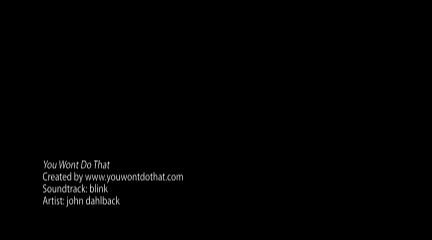 You Wont Do That
Created by www.youwontdothat.com
Soundtrack: blink
Artist: john dahlback